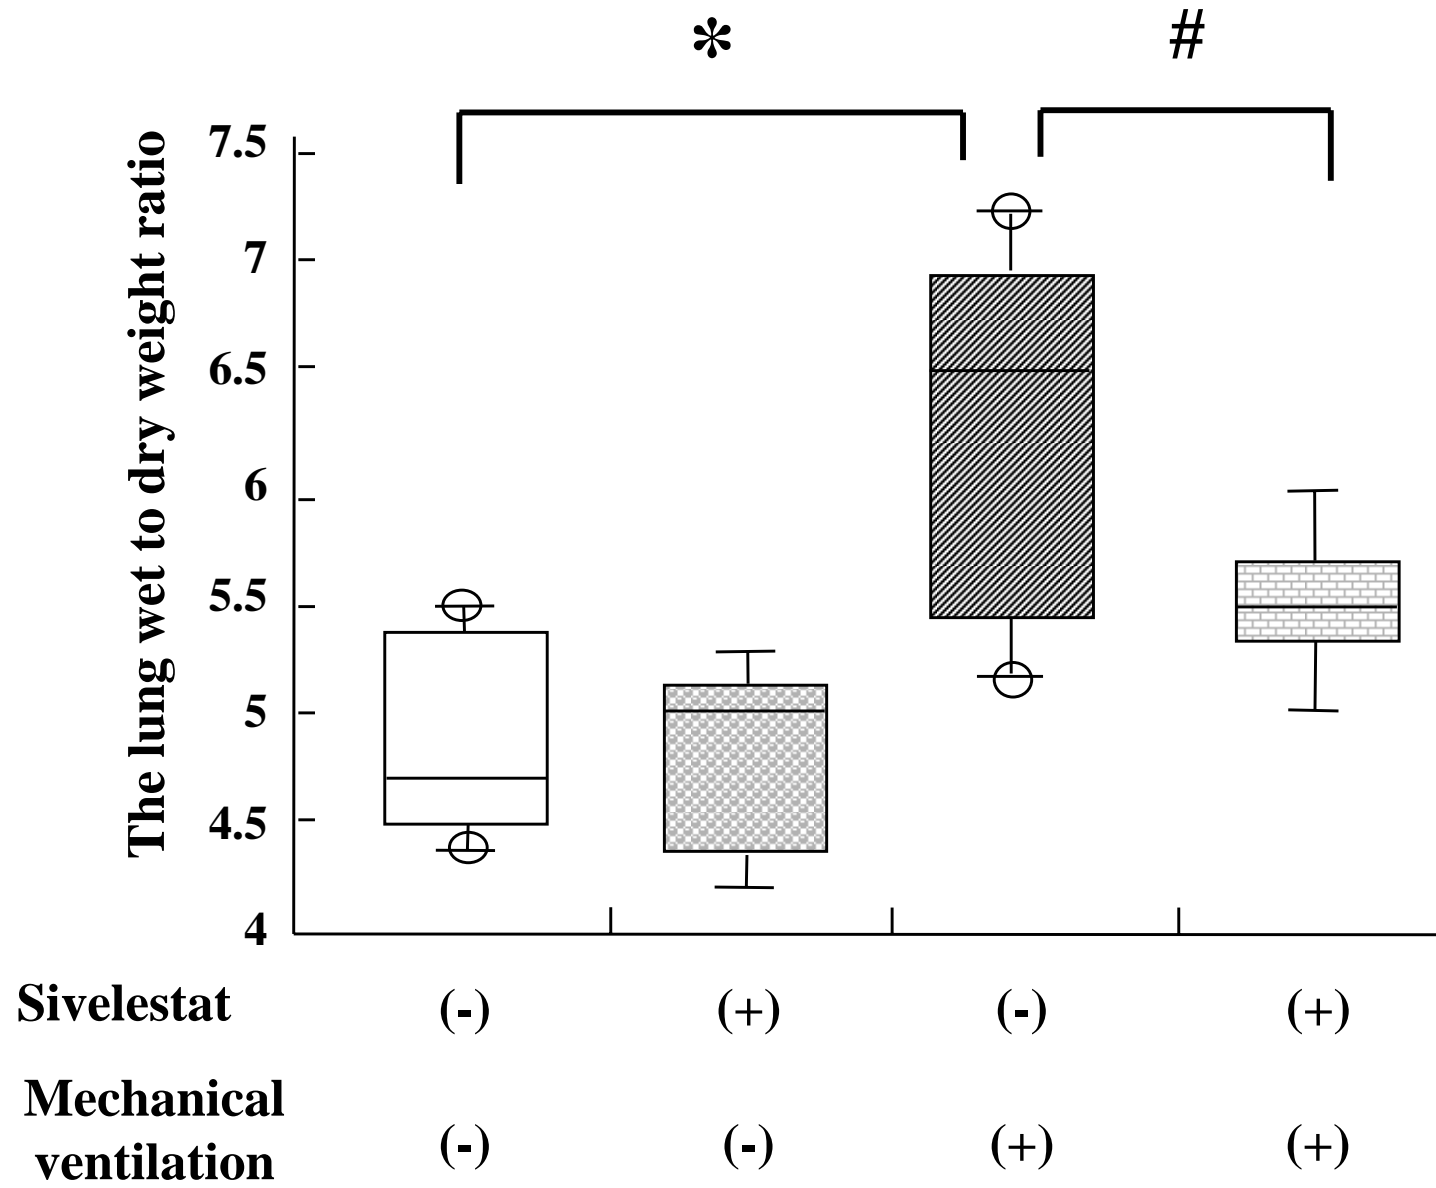 * #
The lung wet to dry weight ratio
7.5
7
6.5
6
5.5
5
4.5
4
Sivelestat (-) (+) (-) (+)
Mechanical
ventilation (-) (-) (+) (+)